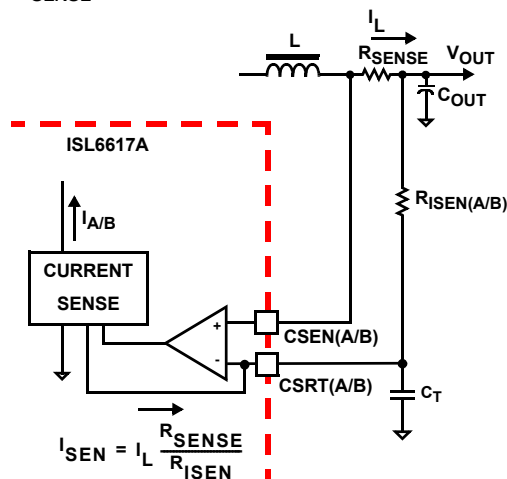 I_L
L
R_SENSE
V_OUT
C_OUT
ISL6617A
R_ISEN(A/B)
I_A/B
CURRENT
SENSE
+
CSEN(A/B)
-
CSRT(A/B)
C_T
I_SEN = I_L R_SENSE / R_ISEN